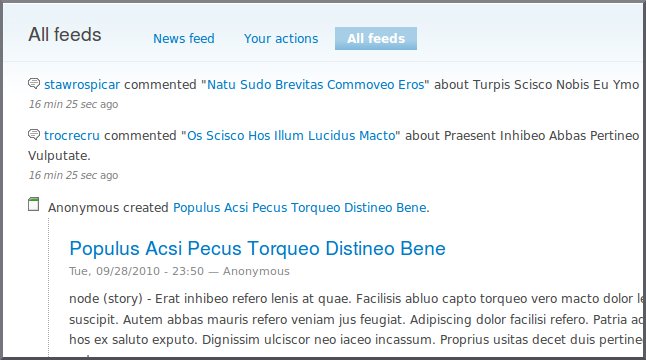 All feeds
News feed
Your actions
All feeds
stawrospicar commented "Natu Sudo Brevitas Commoveo Eros" about Turpis Scisco Nobis Eu Ymo
16 min 25 sec ago
trocrecru commented "Os Scisco Hos Illum Lucidus Macto" about Praesent Inhibeo Abbas Pertineo
Vulputate.
16 min 25 sec ago
Anonymous created Populus Acsi Pecus Torqueo Distineo Bene.
Populus Acsi Pecus Torqueo Distineo Bene
Tue, 09/28/2010 - 23:50 — Anonymous
node (story) - Erat inhibeo refero lenis at quae. Facilisis abluo capto torqueo vero macto dolor
suscipit. Autem abbas mauris refero veniam jus feugiat. Adipiscing dolor facilisi refero. Patria
hos ex saluto exputo. Dignissim ulciscor neo iaceo incassum. Proprius usitas decet duis